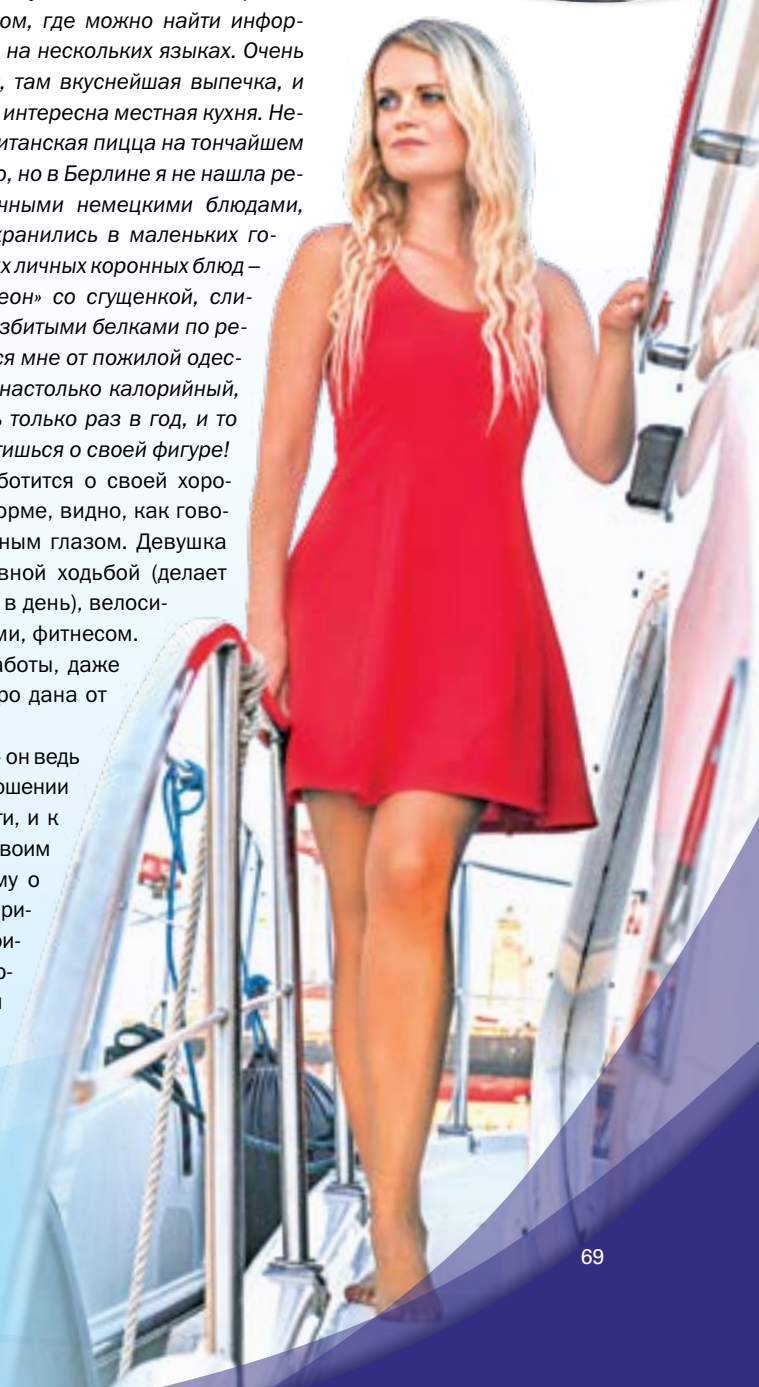 ом, где можно найти инфор-
на нескольких языках. Очень
, там вкуснейшая выпечка, и
интересна местная кухня. Не-
итанская пицца на тончайшем
о, но в Берлине я не нашла ре-
чными немецкими блюдами,
хранились в маленьких го-
х личных коронных блюд –
еон» со сгущенкой, сли-
збитыми белками по ре-
ся мне от пожилой одес-
настолько калорийный,
ь только раз в год, и то
тишься о своей фигуре!
ботится о своей хоро-
орме, видно, как гово-
ным глазом. Девушка
вной ходьбой (делает
в день), велоси-
ми, фитнесом.
аботы, даже
ро дана от
он ведь
ошении
ти, и к
воим
му о
ри-
ри-
р-
69